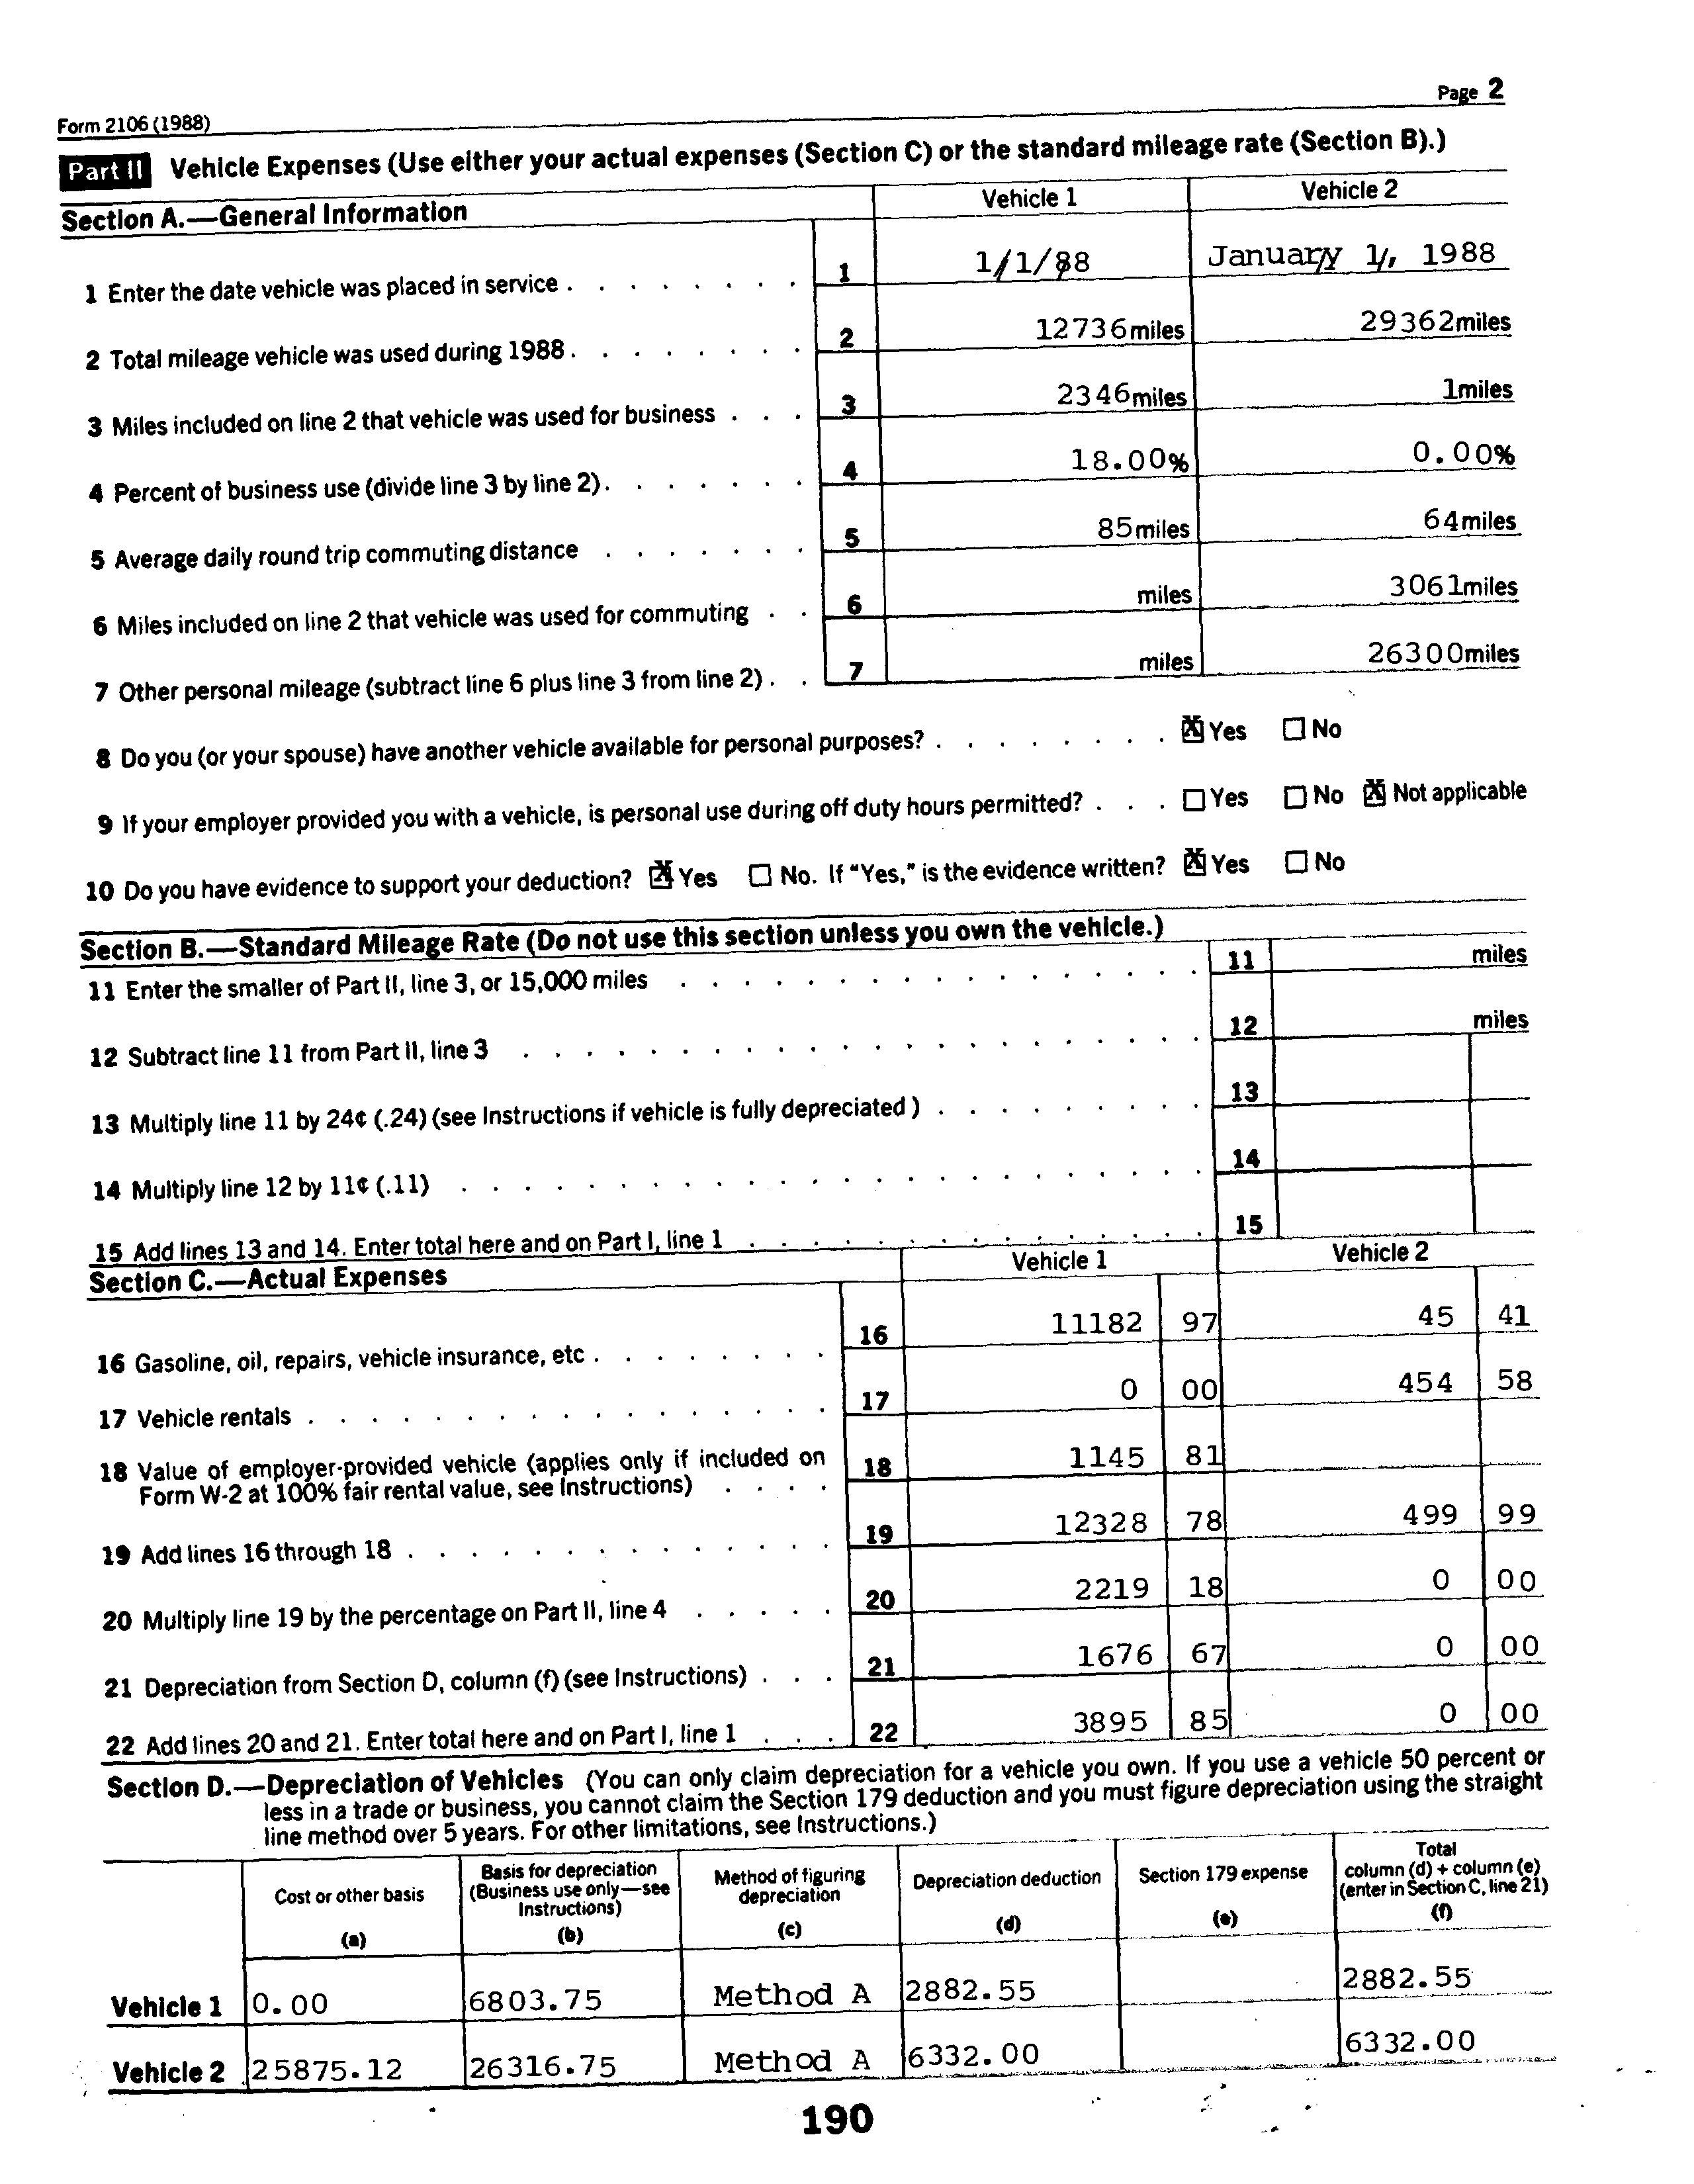 Form 2106 (1988) Page 2
Part II Vehicle Expenses (Use either your actual expenses (Section C) or the standard mileage rate (Section B).)
Section A.—General Information Vehicle 1 Vehicle 2
1 Enter the date vehicle was placed in service . . . . . . . . 1 1/1/88 January 1, 1988
2 Total mileage vehicle was used during 1988 . . . . . . . . 2 12736 miles 29362 miles
3 Miles included on line 2 that vehicle was used for business . . . 3 2346 miles 1 miles
4 Percent of business use (divide line 3 by line 2) . . . . . . . 4 18.00% 0.00%
5 Average daily round trip commuting distance . . . . . . . 5 85 miles 64 miles
6 Miles included on line 2 that vehicle was used for commuting . . 6 miles 3061 miles
7 Other personal mileage (subtract line 6 plus line 3 from line 2) . . 7 miles 26300 miles
8 Do you (or your spouse) have another vehicle available for personal purposes? . . . . . . . . ☒ Yes ☐ No
9 If your employer provided you with a vehicle, is personal use during off duty hours permitted? . . . ☐ Yes ☐ No ☒ Not applicable
10 Do you have evidence to support your deduction? ☒ Yes ☐ No. If "Yes," is the evidence written? ☒ Yes ☐ No
Section B.—Standard Mileage Rate (Do not use this section unless you own the vehicle.)
11 Enter the smaller of Part II, line 3, or 15,000 miles . . . . . . . . . . . . . . . . . 11 miles
12 Subtract line 11 from Part II, line 3 . . . . . . . . . . . . . . . . . . . . . . 12 miles
13 Multiply line 11 by 24¢ (.24) (see Instructions if vehicle is fully depreciated) . . . . . . . . . 13
14 Multiply line 12 by 11¢ (.11) . . . . . . . . . . . . . . . . . . . . . . . . 14
15 Add lines 13 and 14. Enter total here and on Part I, line 1 . . . . . . . . . . . . . . . 15
Section C.—Actual Expenses Vehicle 1 Vehicle 2
16 Gasoline, oil, repairs, vehicle insurance, etc . . . . . . . . 16 11182 97 45 41
17 Vehicle rentals . . . . . . . . . . . . . . . . . 17 0 00 454 58
18 Value of employer-provided vehicle (applies only if included on
Form W-2 at 100% fair rental value, see Instructions) . . . . 18 1145 81
19 Add lines 16 through 18 . . . . . . . . . . . . . . 19 12328 78 499 99
20 Multiply line 19 by the percentage on Part II, line 4 . . . . . 20 2219 18 0 00
21 Depreciation from Section D, column (f) (see Instructions) . . . 21 1676 67 0 00
22 Add lines 20 and 21. Enter total here and on Part I, line 1 . . . 22 3895 85 0 00
Section D.—Depreciation of Vehicles (You can only claim depreciation for a vehicle you own. If you use a vehicle 50 percent or
less in a trade or business, you cannot claim the Section 179 deduction and you must figure depreciation using the straight
line method over 5 years. For other limitations, see Instructions.)
Cost or other basis (a)
Basis for depreciation (Business use only—see Instructions) (b)
Method of figuring depreciation (c)
Depreciation deduction (d)
Section 179 expense (e)
Total column (d) + column (e) (enter in Section C, line 21) (f)
Vehicle 1 0.00 6803.75 Method A 2882.55 2882.55
Vehicle 2 25875.12 26316.75 Method A 6332.00 6332.00
190